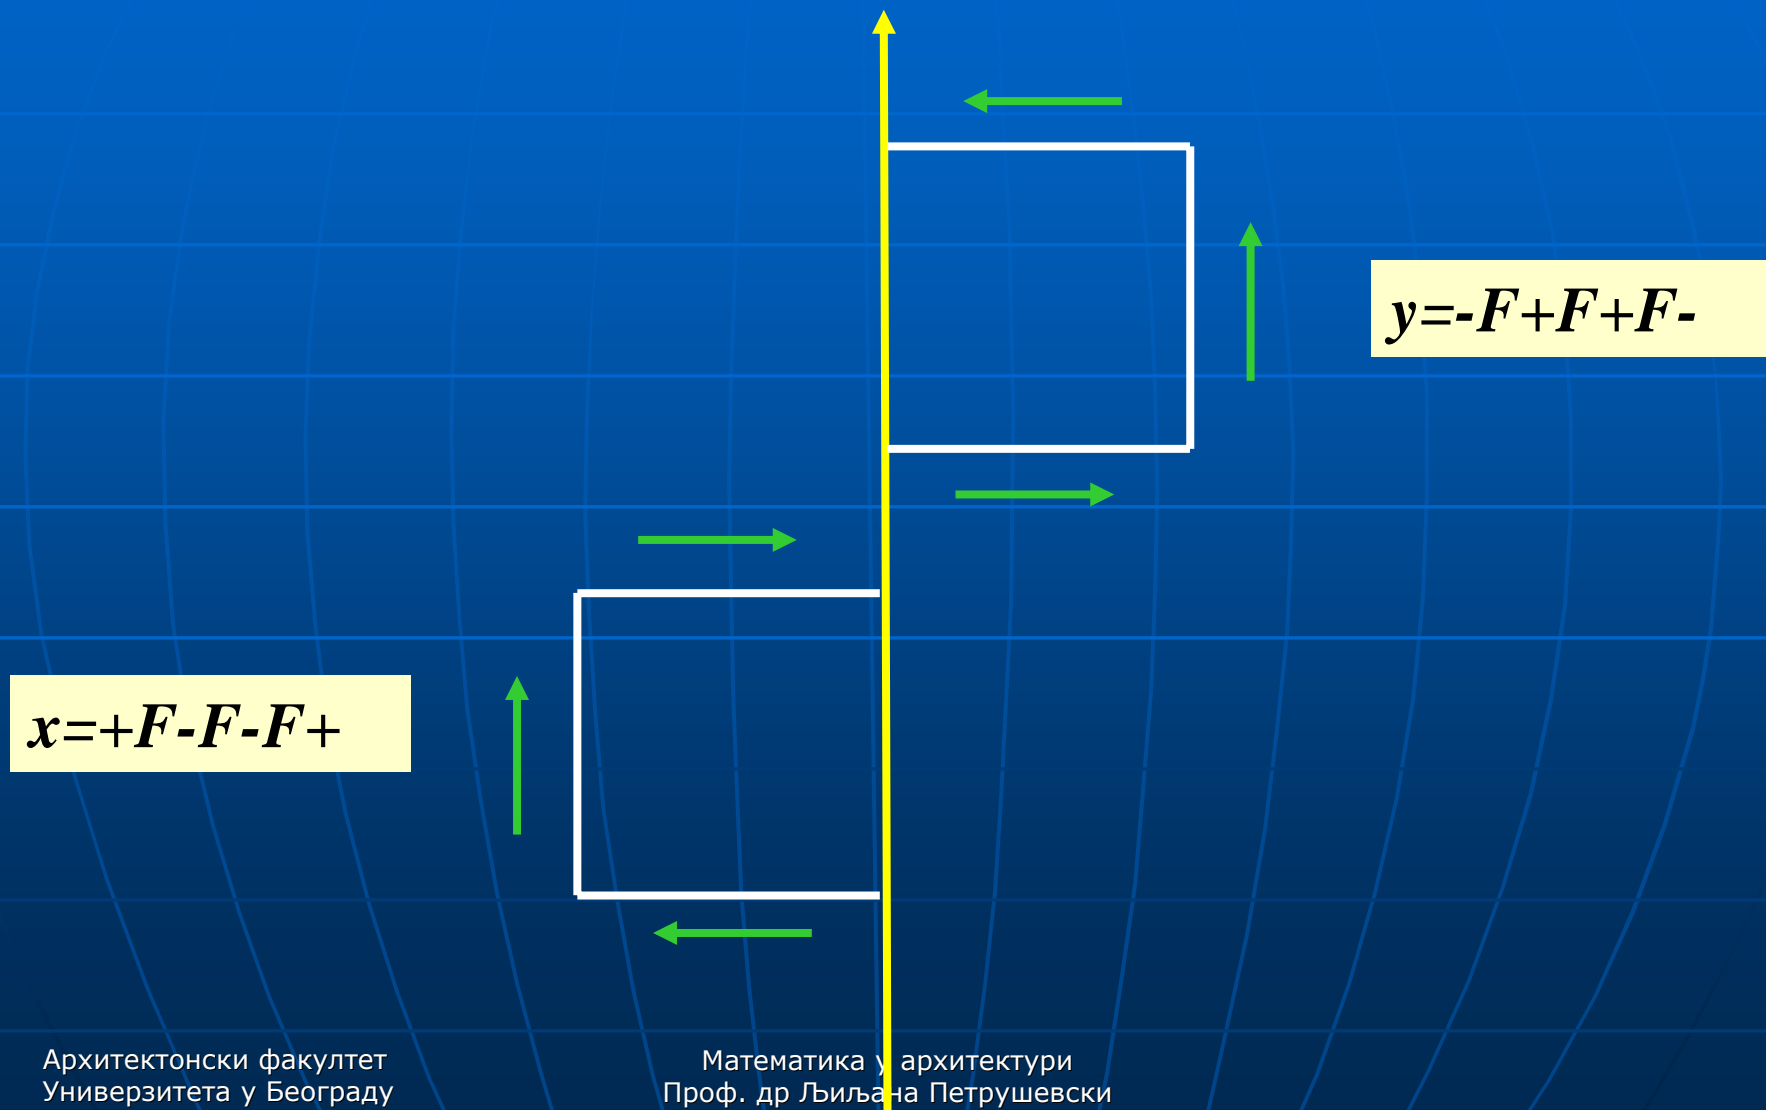 y=-F+F+F-
x=+F-F-F+
Архитектонски факултет
Универзитета у Београду
Математика у архитектури
Проф. др Љиљана Петрушевски